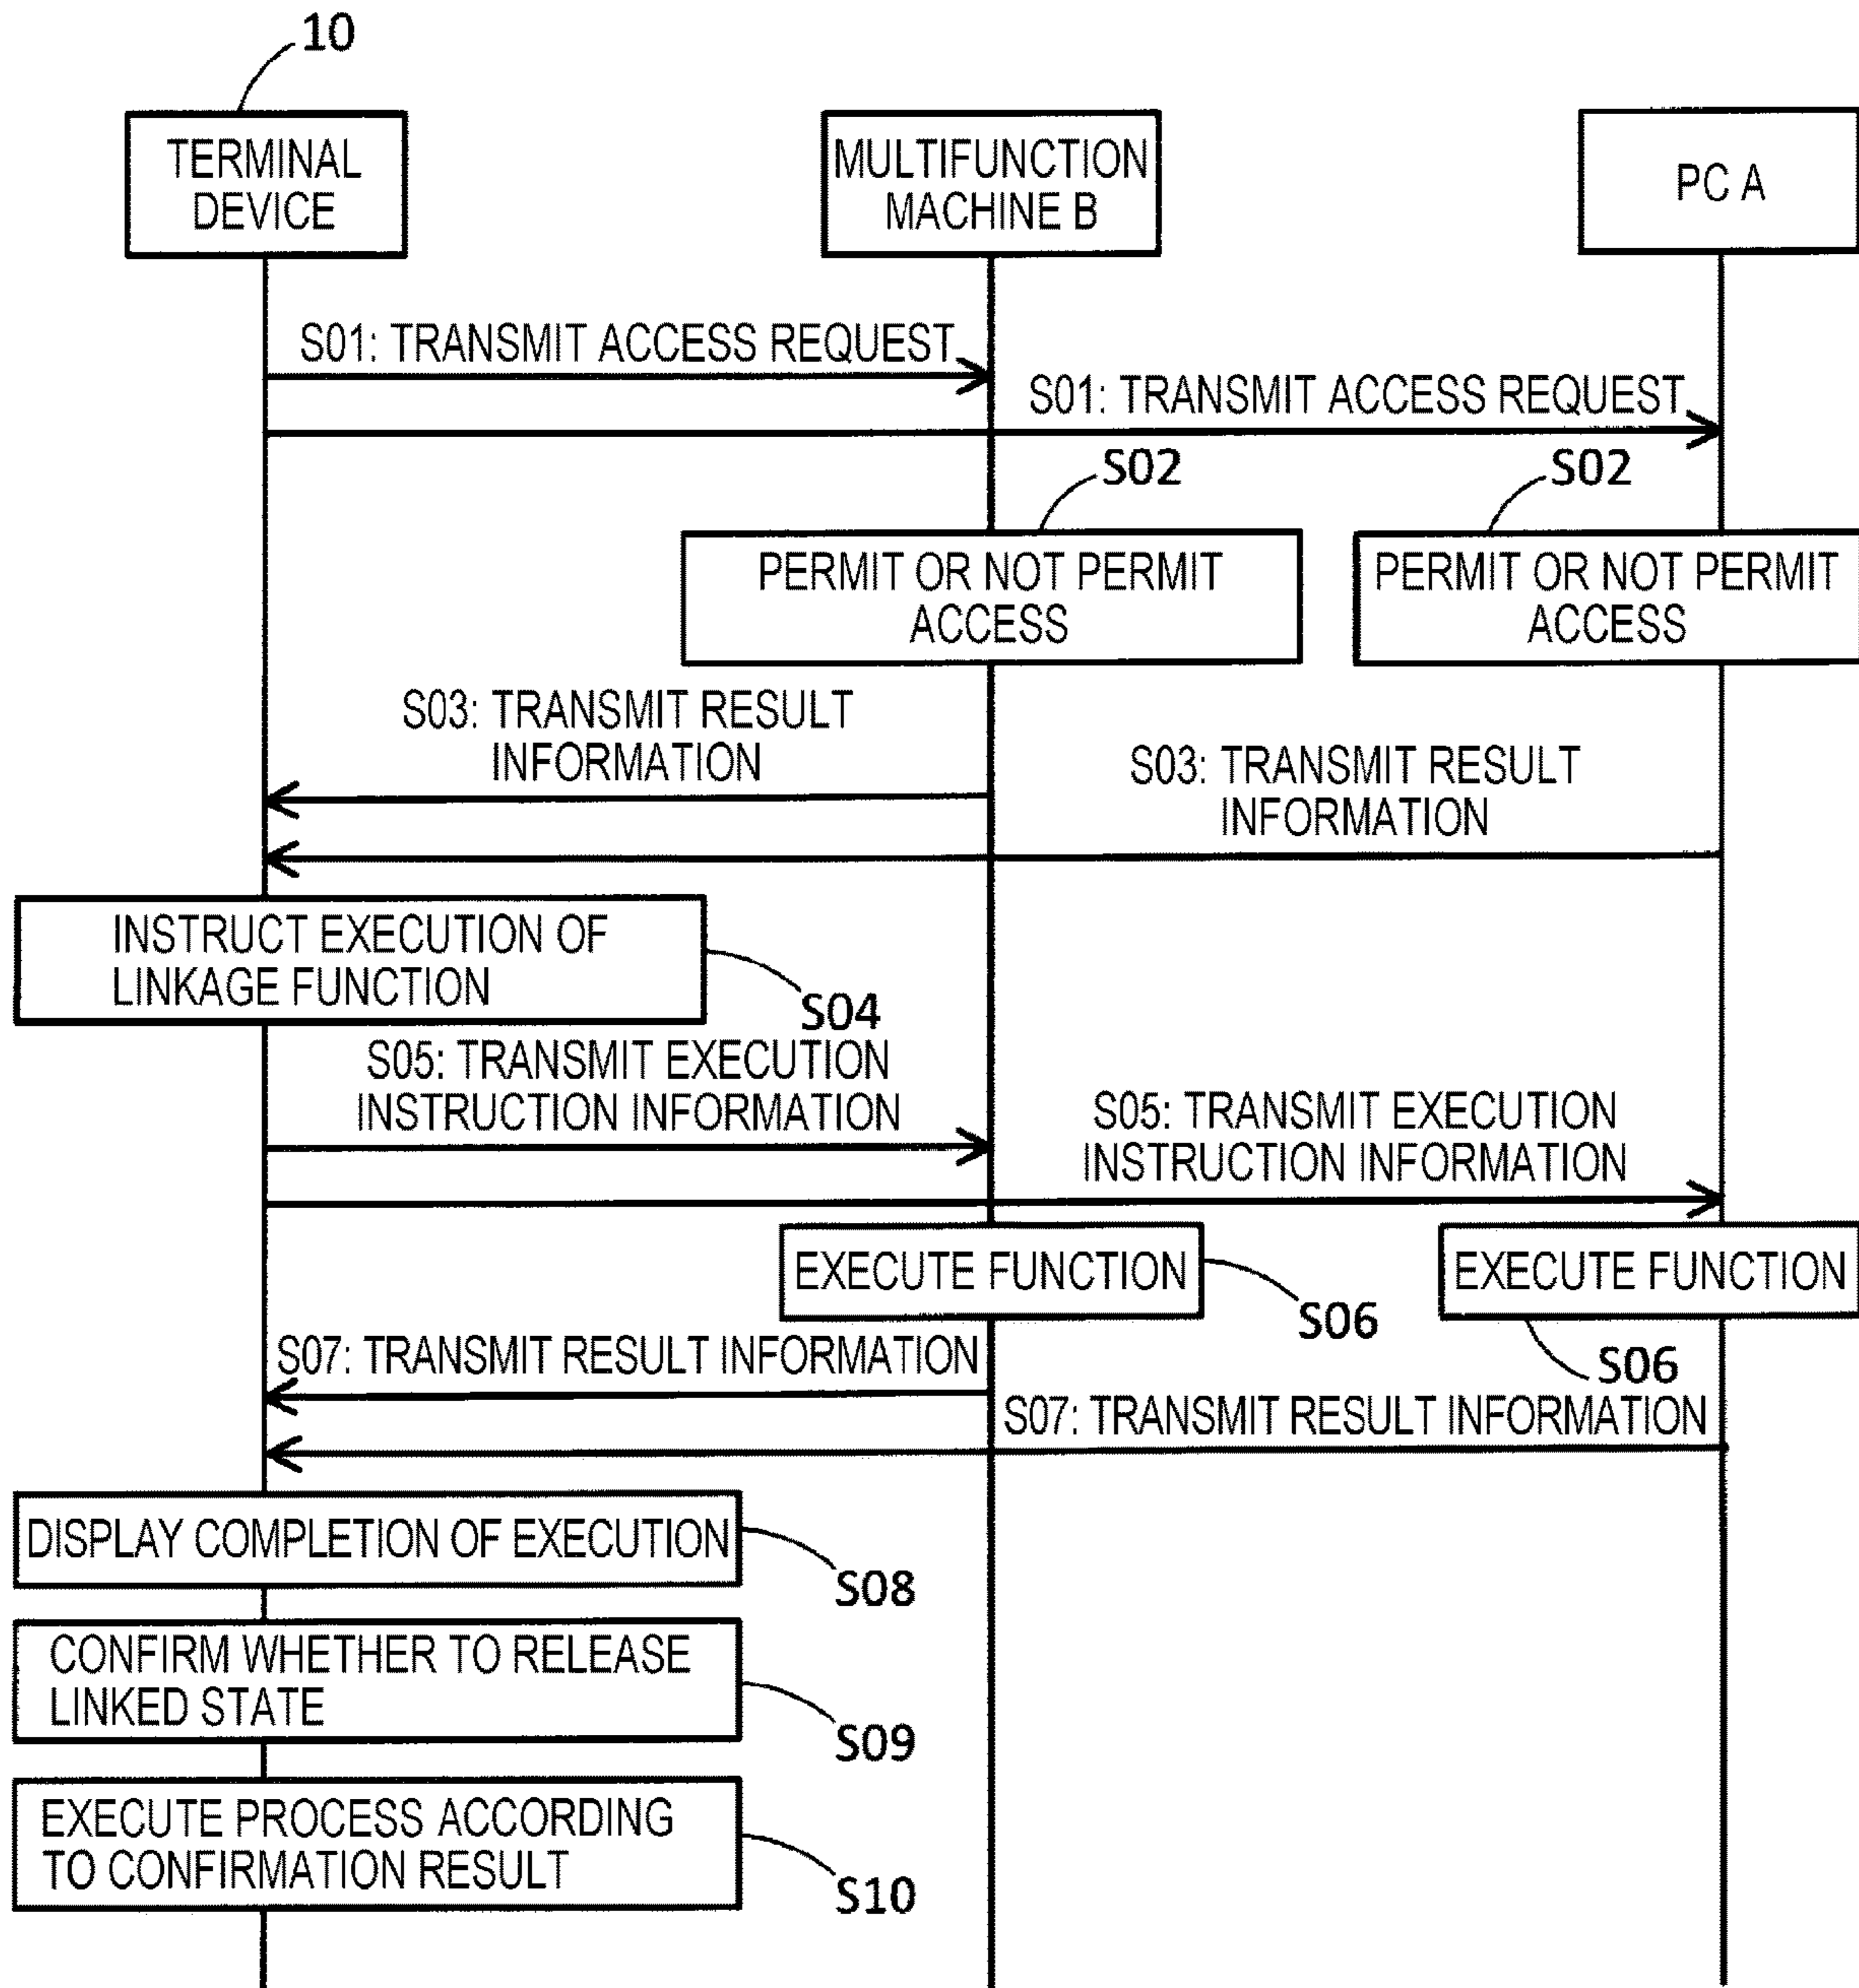 10
TERMINAL
DEVICE
MULTIFUNCTION
MACHINE B
PC A
S01: TRANSMIT ACCESS REQUEST
S01: TRANSMIT ACCESS REQUEST
S02
S02
PERMIT OR NOT PERMIT
ACCESS
PERMIT OR NOT PERMIT
ACCESS
S03: TRANSMIT RESULT
INFORMATION
S03: TRANSMIT RESULT
INFORMATION
INSTRUCT EXECUTION OF
LINKAGE FUNCTION
S04
S05: TRANSMIT EXECUTION
INSTRUCTION INFORMATION
S05: TRANSMIT EXECUTION
INSTRUCTION INFORMATION
EXECUTE FUNCTION
S06
EXECUTE FUNCTION
S06
S07: TRANSMIT RESULT INFORMATION
S07: TRANSMIT RESULT INFORMATION
DISPLAY COMPLETION OF EXECUTION
S08
CONFIRM WHETHER TO RELEASE
LINKED STATE
S09
EXECUTE PROCESS ACCORDING
TO CONFIRMATION RESULT
S10